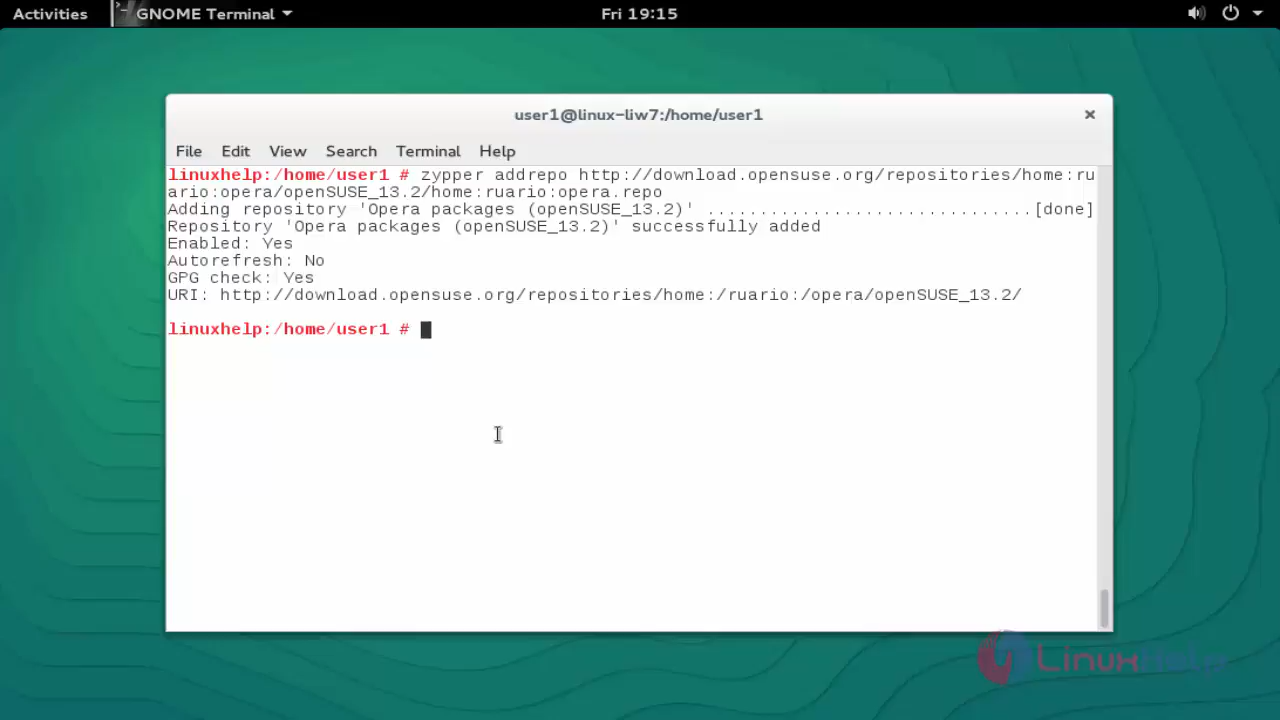 Activities GNOME Terminal Fri 19:15
user1@linux-liw7:/home/user1
File Edit View Search Terminal Help
linuxhelp:/home/user1 # zypper addrepo http://download.opensuse.org/repositories/home:ru
ario:opera/openSUSE_13.2/home:ruario:opera.repo
Adding repository 'Opera packages (openSUSE_13.2)' ...............................[done]
Repository 'Opera packages (openSUSE_13.2)' successfully added
Enabled: Yes
Autorefresh: No
GPG check: Yes
URI: http://download.opensuse.org/repositories/home:/ruario:/opera/openSUSE_13.2/
linuxhelp:/home/user1 #
LinuxHelp